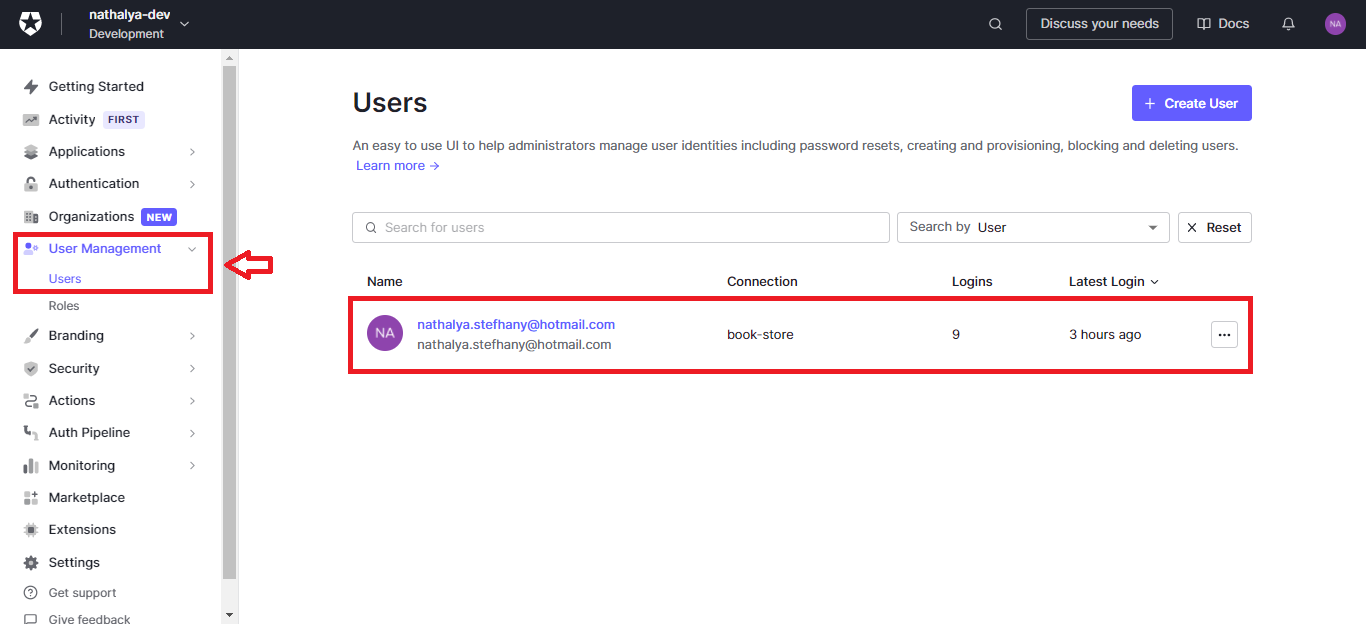 nathalya-dev
Development
Discuss your needs
Docs
NA
Getting Started
Activity FIRST
Applications
Authentication
Organizations NEW
User Management
Users
Roles
Branding
Security
Actions
Auth Pipeline
Monitoring
Marketplace
Extensions
Settings
Get support
Give feedback
Users
+ Create User
An easy to use UI to help administrators manage user identities including password resets, creating and provisioning, blocking and deleting users.
Learn more →
Search for users
Search by User
Reset
Name Connection Logins Latest Login
NA
nathalya.stefhany@hotmail.com
nathalya.stefhany@hotmail.com
book-store
9
3 hours ago
...